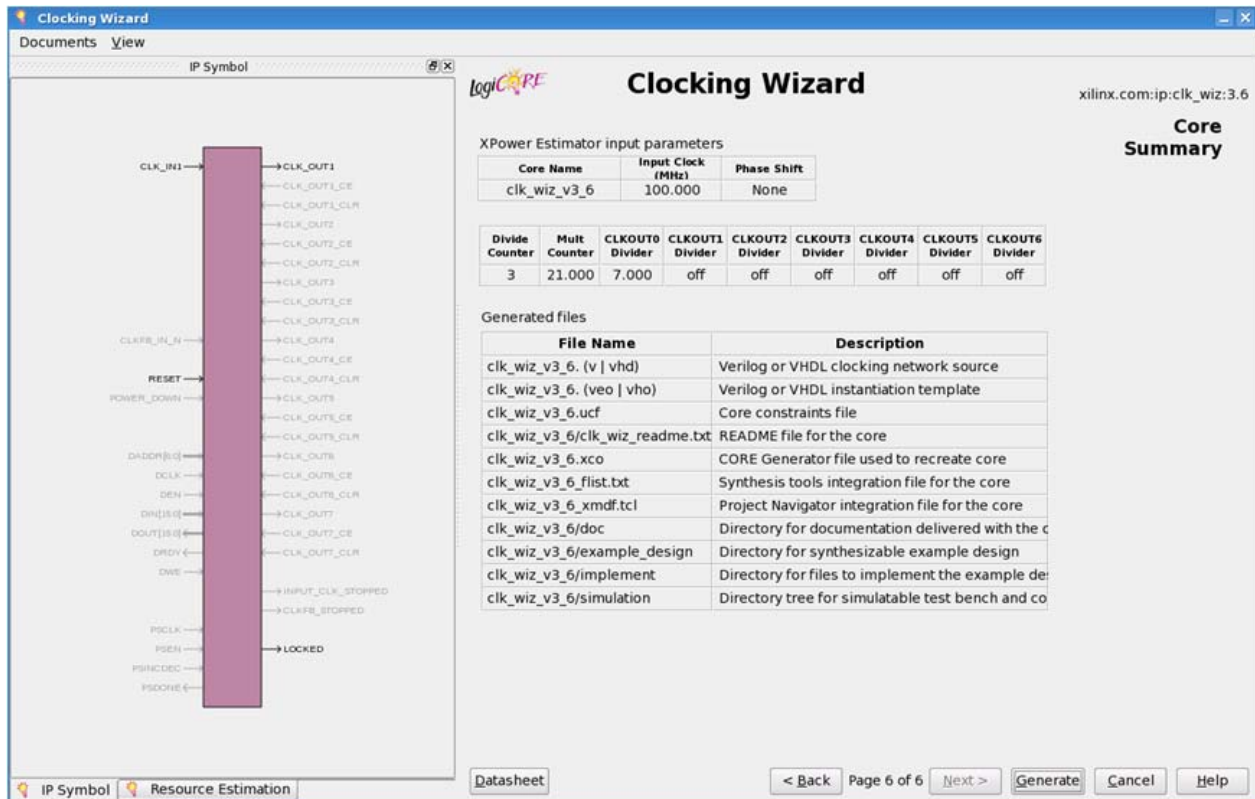 Clocking Wizard
Documents View
IP Symbol
CLK_IN1
CLKFB_IN_N
RESET
POWER_DOWN
DADDR[6:0]
DCLK
DEN
DIN[15:0]
DOUT[15:0]
DRDY
DWE
PSCLK
PSEN
PSINCDEC
PSDONE
CLK_OUT1
CLK_OUT1_CE
CLK_OUT1_CLR
CLK_OUT2
CLK_OUT2_CE
CLK_OUT2_CLR
CLK_OUT3
CLK_OUT3_CE
CLK_OUT3_CLR
CLK_OUT4
CLK_OUT4_CE
CLK_OUT4_CLR
CLK_OUT5
CLK_OUT5_CE
CLK_OUT5_CLR
CLK_OUT6
CLK_OUT6_CE
CLK_OUT6_CLR
CLK_OUT7
CLK_OUT7_CE
CLK_OUT7_CLR
INPUT_CLK_STOPPED
CLKFB_STOPPED
LOCKED
IP Symbol Resource Estimation
LogiCORE
Clocking Wizard
xilinx.com:ip:clk_wiz:3.6
Core
Summary
XPower Estimator input parameters
Core Name Input Clock (MHz) Phase Shift
clk_wiz_v3_6 100.000 None
Divide Counter Mult Counter CLKOUT0 Divider CLKOUT1 Divider CLKOUT2 Divider CLKOUT3 Divider CLKOUT4 Divider CLKOUT5 Divider CLKOUT6 Divider
3 21.000 7.000 off off off off off off
Generated files
File Name Description
clk_wiz_v3_6. (v | vhd) Verilog or VHDL clocking network source
clk_wiz_v3_6. (veo | vho) Verilog or VHDL instantiation template
clk_wiz_v3_6.ucf Core constraints file
clk_wiz_v3_6/clk_wiz_readme.txt README file for the core
clk_wiz_v3_6.xco CORE Generator file used to recreate core
clk_wiz_v3_6_flist.txt Synthesis tools integration file for the core
clk_wiz_v3_6_xmdf.tcl Project Navigator integration file for the core
clk_wiz_v3_6/doc Directory for documentation delivered with the c
clk_wiz_v3_6/example_design Directory for synthesizable example design
clk_wiz_v3_6/implement Directory for files to implement the example de
clk_wiz_v3_6/simulation Directory tree for simulatable test bench and co
Datasheet < Back Page 6 of 6 Next > Generate Cancel Help